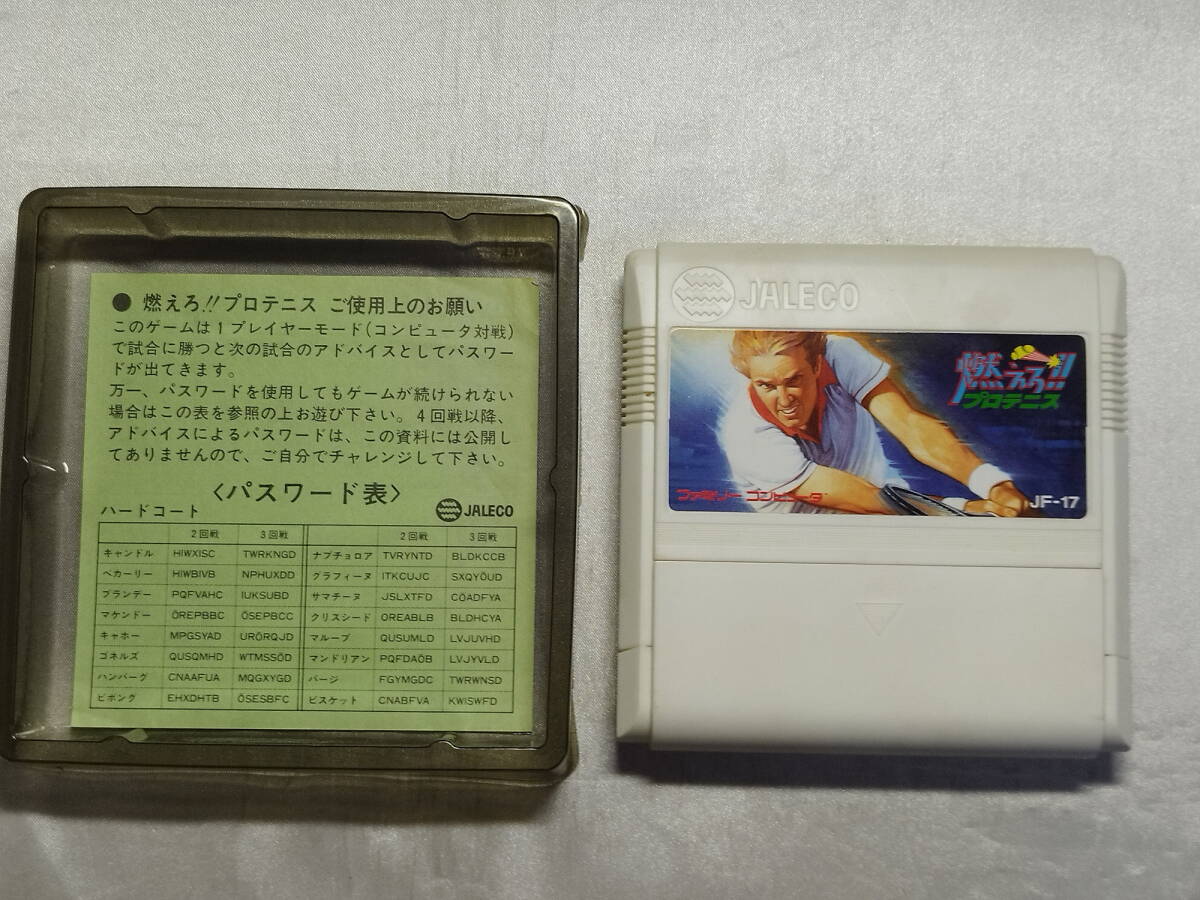 ● 燃えろ!!プロテニス ご使用上のお願い
このゲームは1プレイヤーモード(コンピュータ対戦)
で試合に勝つと次の試合のアドバイスとしてパスワー
ドが出てきます。
万一、パスワードを使用してもゲームが続けられない
場合はこの表を参照の上お遊び下さい。4回戦以降、
アドバイスによるパスワードは、この資料には公開し
てありませんので、ご自分でチャレンジして下さい。
〈パスワード表〉
ハードコート JALECO
2回戦 3回戦 2回戦 3回戦
キャンドル HIWXISC TWRKNGD ナブチョロア TVRYNTD BLDKCCB
ベカーリー HIWBIVB NPHUXDD グラフィーヌ ITKCUJC SXQYÖUD
ブランデー PQFVAHC IUKSUBD サマチーヌ JSLXTFD CÖADFYA
マケンドー ÖREPBBC ÖSEPBCC クリスシード OREABLB BLDHCYA
キャホー MPGSYAD URÖRQJD マルーブ QUSUMLD LVJUVHD
ゴネルズ QUSQMHD WTMSSÖD マンドリアン PQFDAÖB LVJYVLD
ハンバーグ CNAAFUA MQGXYGD バージ FGYMGDC TWRWNSD
ビボング EHXDHTB ÖSESBFC ビスケット CNABFVA KWISWFD
JALECO
燃えろ!!
プロテニス
ファミリー コンピュータ
JF-17